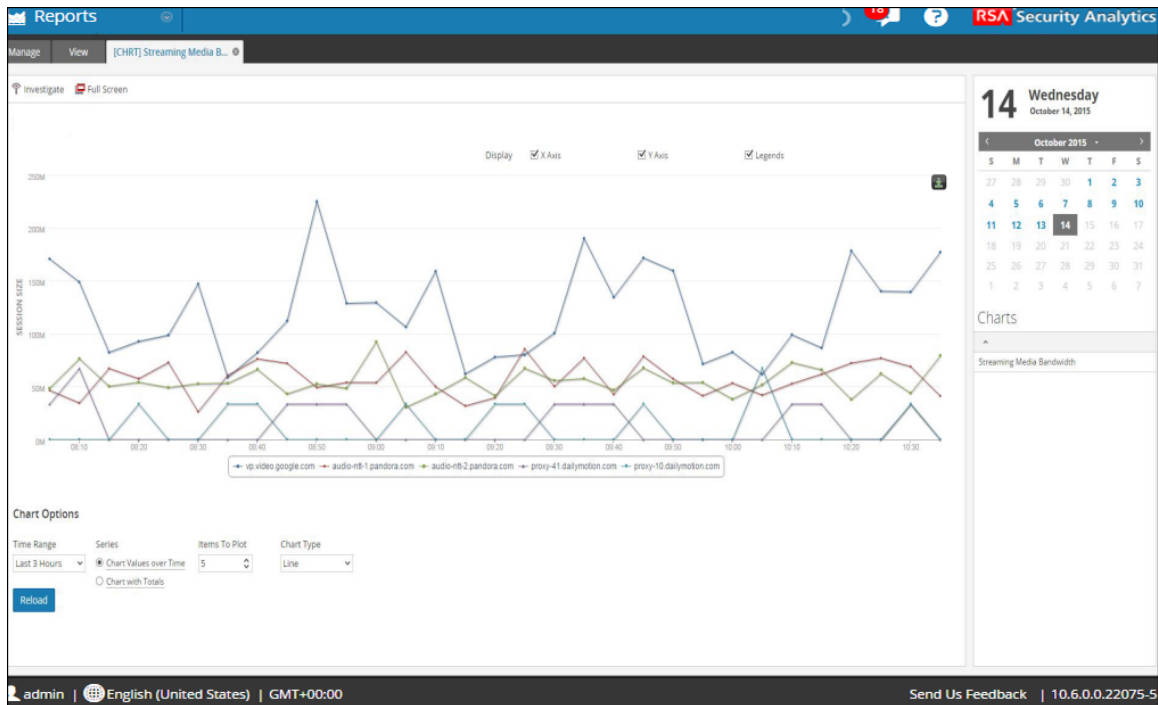 Reports
18
?
RSA Security Analytics
Manage View [CHRT] Streaming Media B...
Investigate Full Screen
Display X Axis Y Axis Legends
250M
200M
150M
100M
50M
0M
SESSION SIZE
08:10 08:20 08:30 08:40 08:50 09:00 09:10 09:20 09:30 09:40 09:50 10:00 10:10 10:20 10:30
vp.video.google.com audio-ntl-1.pandora.com audio-ntl-2.pandora.com proxy-41.dailymotion.com proxy-10.dailymotion.com
Chart Options
Time Range Series Items To Plot Chart Type
Last 3 Hours Chart Values over Time 5 Line
Chart with Totals
Reload
14 Wednesday
October 14, 2015
October 2015
S M T W T F S
27 28 29 30 1 2 3
4 5 6 7 8 9 10
11 12 13 14 15 16 17
18 19 20 21 22 23 24
25 26 27 28 29 30 31
1 2 3 4 5 6 7
Charts
Streaming Media Bandwidth
admin | English (United States) | GMT+00:00
Send Us Feedback | 10.6.0.0.22075-5